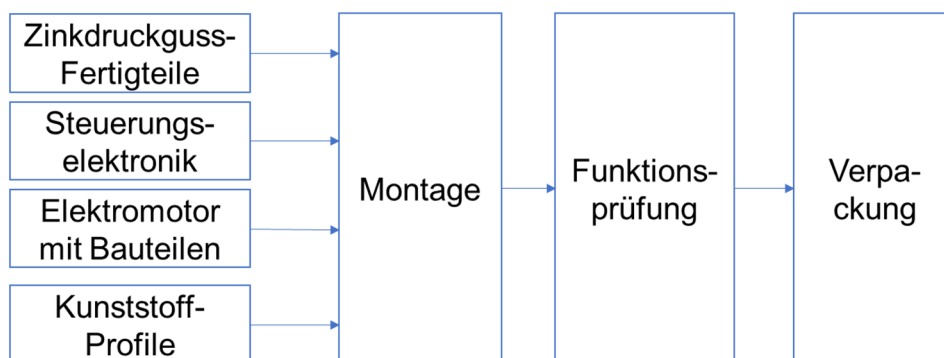 Zinkdruckguss-
Fertigteile
Steuerungs-
elektronik
Elektromotor
mit Bauteilen
Kunststoff-
Profile
Montage
Funktions-
prüfung
Verpa-
ckung